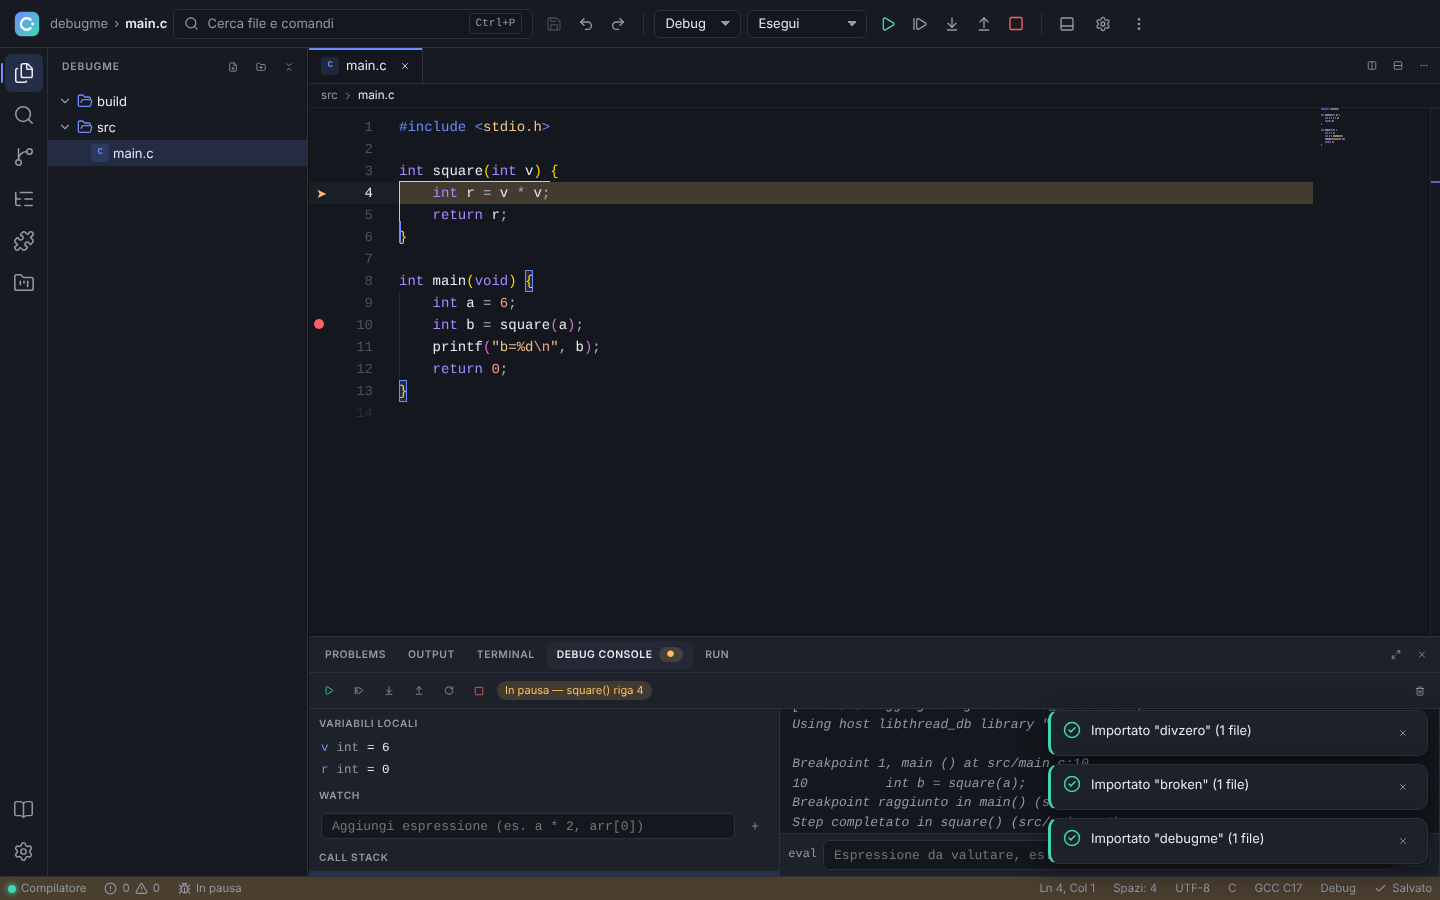 debugme › main.c
Cerca file e comandi
Ctrl+P
Debug
Esegui
DEBUGME
build
src
C main.c
C main.c ×
src › main.c
1 #include <stdio.h>
2
3 int square(int v) {
4     int r = v * v;
5     return r;
6 }
7
8 int main(void) {
9     int a = 6;
10     int b = square(a);
11     printf("b=%d\n", b);
12     return 0;
13 }
14
PROBLEMS
OUTPUT
TERMINAL
DEBUG CONSOLE
RUN
In pausa — square() riga 4
VARIABILI LOCALI
v int = 6
r int = 0
WATCH
Aggiungi espressione (es. a * 2, arr[0])
CALL STACK
Using host libthread_db library "
Breakpoint 1, main () at src/main.c:10
10          int b = square(a);
Breakpoint raggiunto in main() (s
Step completato in square() (src/
eval Espressione da valutare, es
Importato "divzero" (1 file)
Importato "broken" (1 file)
Importato "debugme" (1 file)
Compilatore
0
0
In pausa
Ln 4, Col 1
Spazi: 4
UTF-8
C
GCC C17
Debug
Salvato